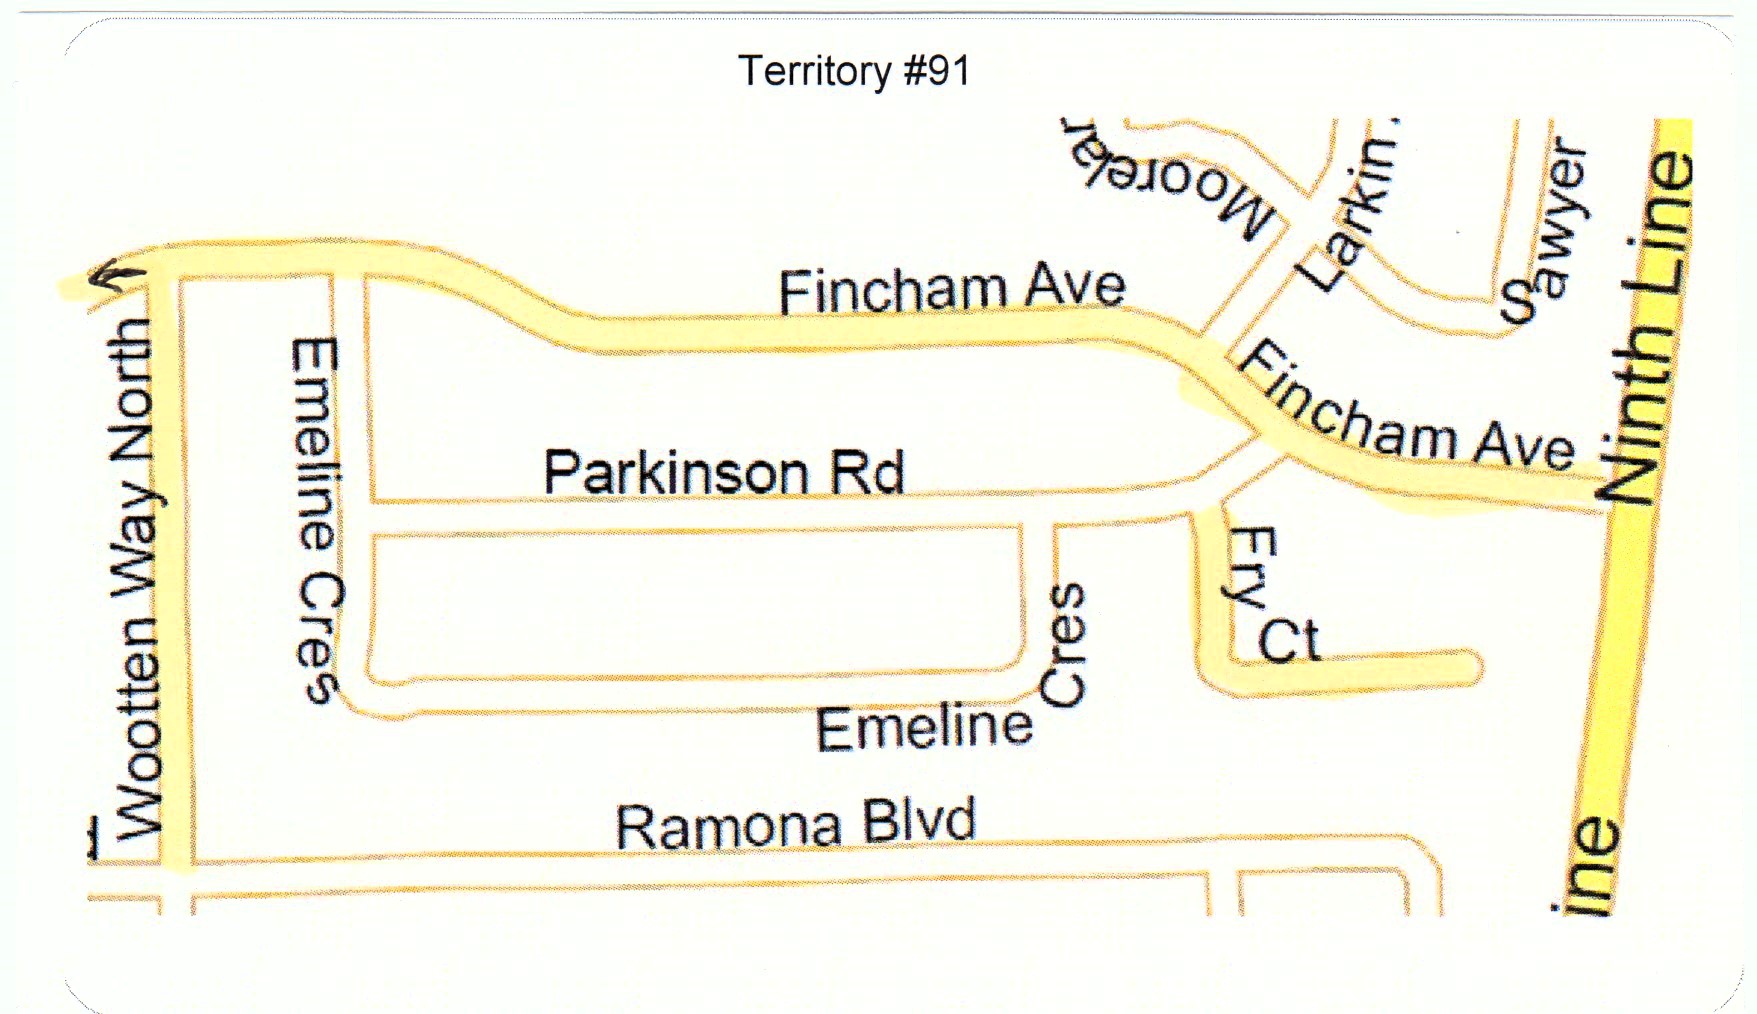 Territory #91
Moorelar
Larkin
Sawyer
Ninth Line
Fincham Ave
Fincham Ave
Wootten Way North
Emeline Cres
Parkinson Rd
Fry Ct
Cres
Emeline
Ramona Blvd
ine